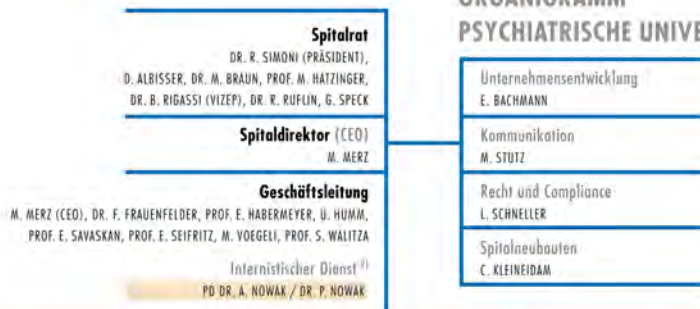 ORGANIGRAMM
PSYCHIATRISCHE UNIVE
Spitalrat
DR. R. SIMONI (PRÄSIDENT),
D. ALBISSER, DR. M. BRAUN, PROF. M. HATZINGER,
DR. B. RIGASSI (VIZEP), DR. R. RUFLIN, G. SPECK
Spitaldirektor (CEO)
M. MERZ
Geschäftsleitung
M. MERZ (CEO), DR. F. FRAUENFELDER, PROF. E. HABERMEYER, U. HUMM,
PROF. E. SAVASKAN, PROF. E. SEIFRITZ, M. VOEGELI, PROF. S. WALITZA
Internistischer Dienst
PD DR. A. NOWAK / DR. P. NOWAK
Unternehmensentwicklung
E. BACHMANN
Kommunikation
M. STUTZ
Recht und Compliance
L. SCHNELLER
Spitalneubauten
C. KLEINEIDAM